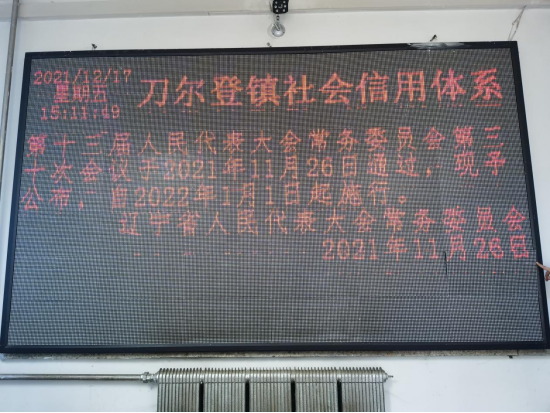 2021/12/17
星期五
15:11:49
刀尔登镇社会信用体系
第十三届人民代表大会常务委员会第三
十次会议于2021年11月26日通过，现予
公布，自2022年1月1日起施行。
辽宁省人民代表大会常务委员会
2021年11月26日